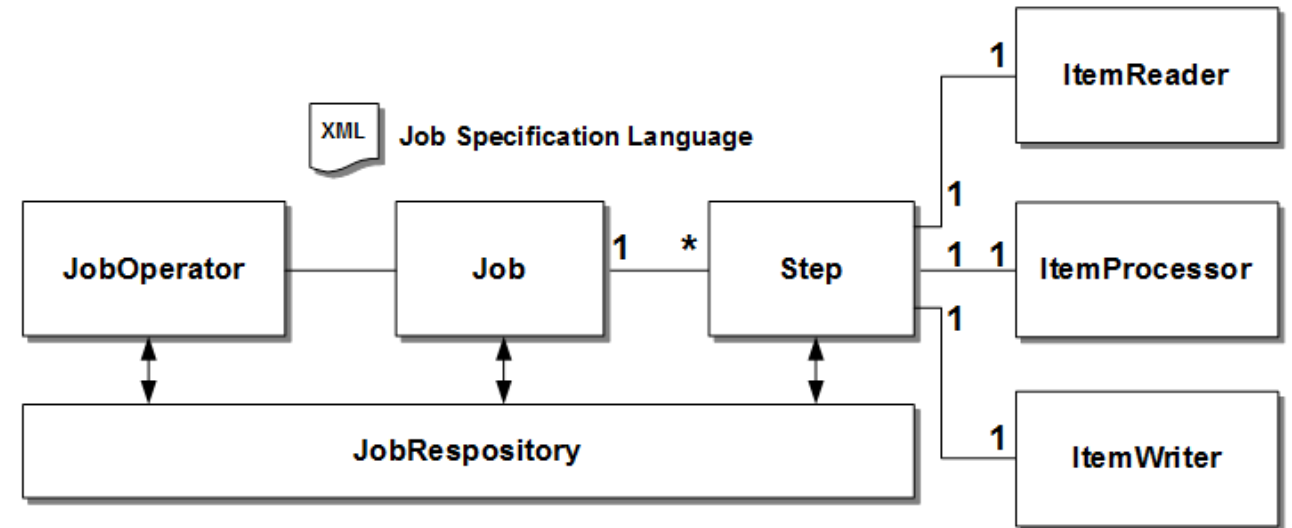 ItemReader
1
XML
Job Specification Language
1
JobOperator
Job
1 *
Step
1 1
ItemProcessor
1
JobRespository
1
ItemWriter